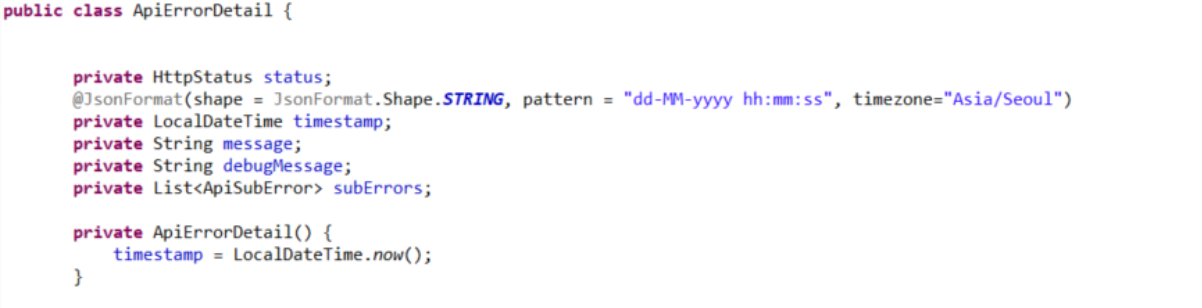 public class ApiErrorDetail {
private HttpStatus status;
@JsonFormat(shape = JsonFormat.Shape.STRING, pattern = "dd-MM-yyyy hh:mm:ss", timezone="Asia/Seoul")
private LocalDateTime timestamp;
private String message;
private String debugMessage;
private List<ApiSubError> subErrors;
private ApiErrorDetail() {
timestamp = LocalDateTime.now();
}